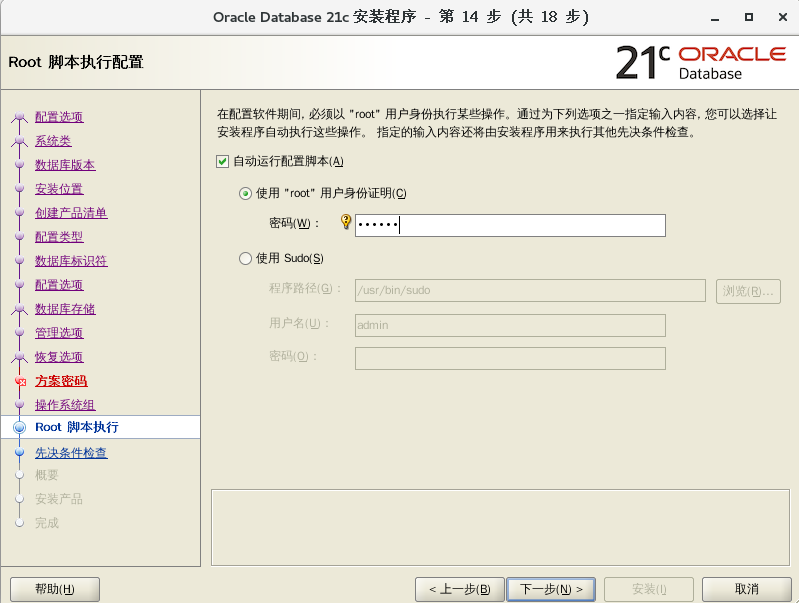 Oracle Database 21c 安装程序 - 第 14 步 (共 18 步)
Root 脚本执行配置
21c ORACLE
Database
配置选项
系统类
数据库版本
安装位置
创建产品清单
配置类型
数据库标识符
配置选项
数据库存储
管理选项
恢复选项
方案密码
操作系统组
Root 脚本执行
先决条件检查
概要
安装产品
完成
在配置软件期间, 必须以 "root" 用户身份执行某些操作。通过为下列选项之一指定输入内容, 您可以选择让
安装程序自动执行这些操作。 指定的输入内容还将由安装程序用来执行其他先决条件检查。
自动运行配置脚本(A)
使用 "root" 用户身份证明(C)
密码(W)： ••••••
使用 Sudo(S)
程序路径(G)： /usr/bin/sudo 浏览(R)...
用户名(U)： admin
密码(O)：
帮助(H) < 上一步(B) 下一步(N) > 安装(I) 取消